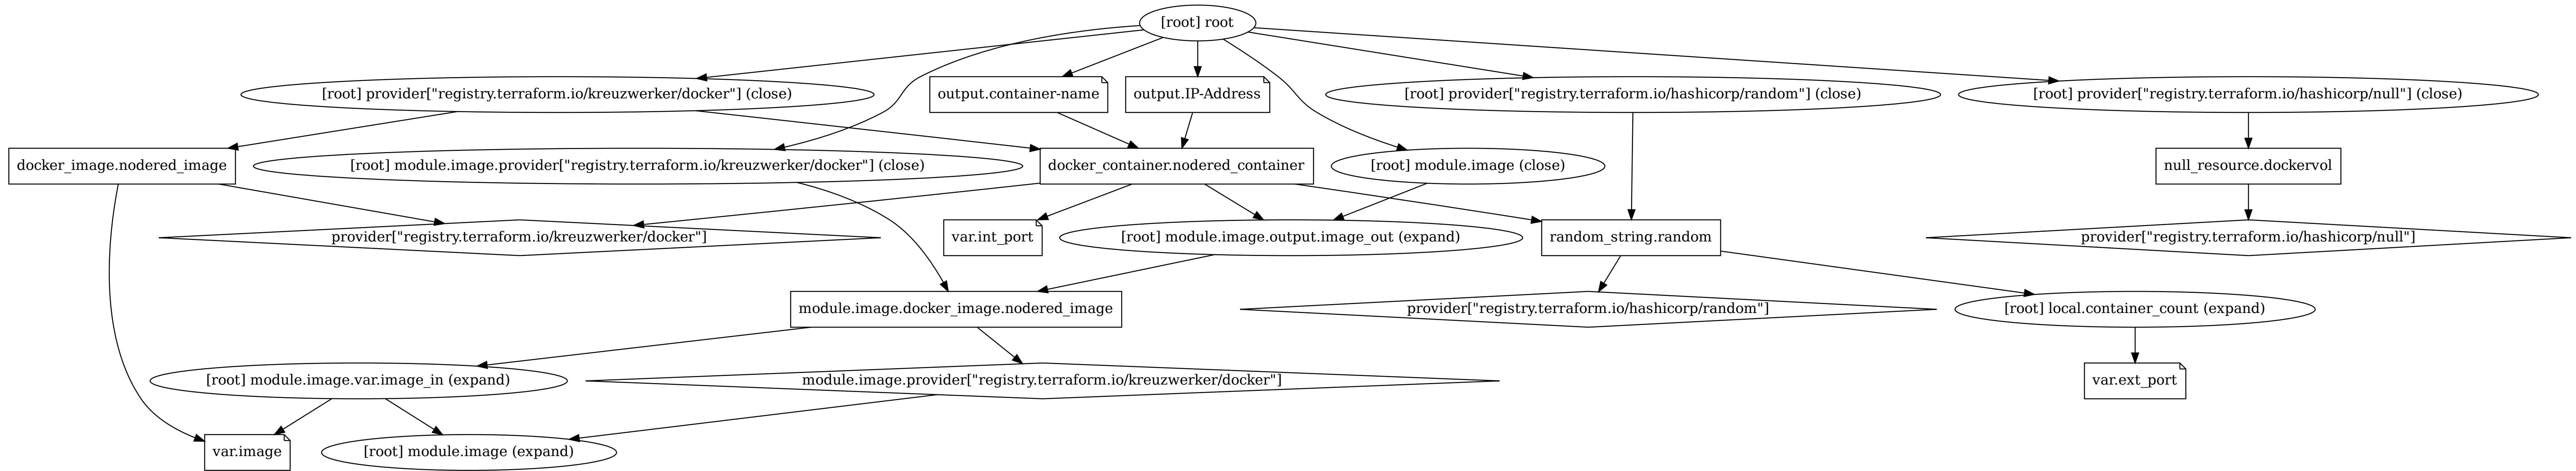 [root] root
[root] provider["registry.terraform.io/kreuzwerker/docker"] (close)
output.container-name
output.IP-Address
[root] provider["registry.terraform.io/hashicorp/random"] (close)
[root] provider["registry.terraform.io/hashicorp/null"] (close)
docker_image.nodered_image
[root] module.image.provider["registry.terraform.io/kreuzwerker/docker"] (close)
docker_container.nodered_container
[root] module.image (close)
null_resource.dockervol
provider["registry.terraform.io/kreuzwerker/docker"]
var.int_port
[root] module.image.output.image_out (expand)
random_string.random
provider["registry.terraform.io/hashicorp/null"]
module.image.docker_image.nodered_image
provider["registry.terraform.io/hashicorp/random"]
[root] local.container_count (expand)
[root] module.image.var.image_in (expand)
module.image.provider["registry.terraform.io/kreuzwerker/docker"]
var.ext_port
var.image
[root] module.image (expand)